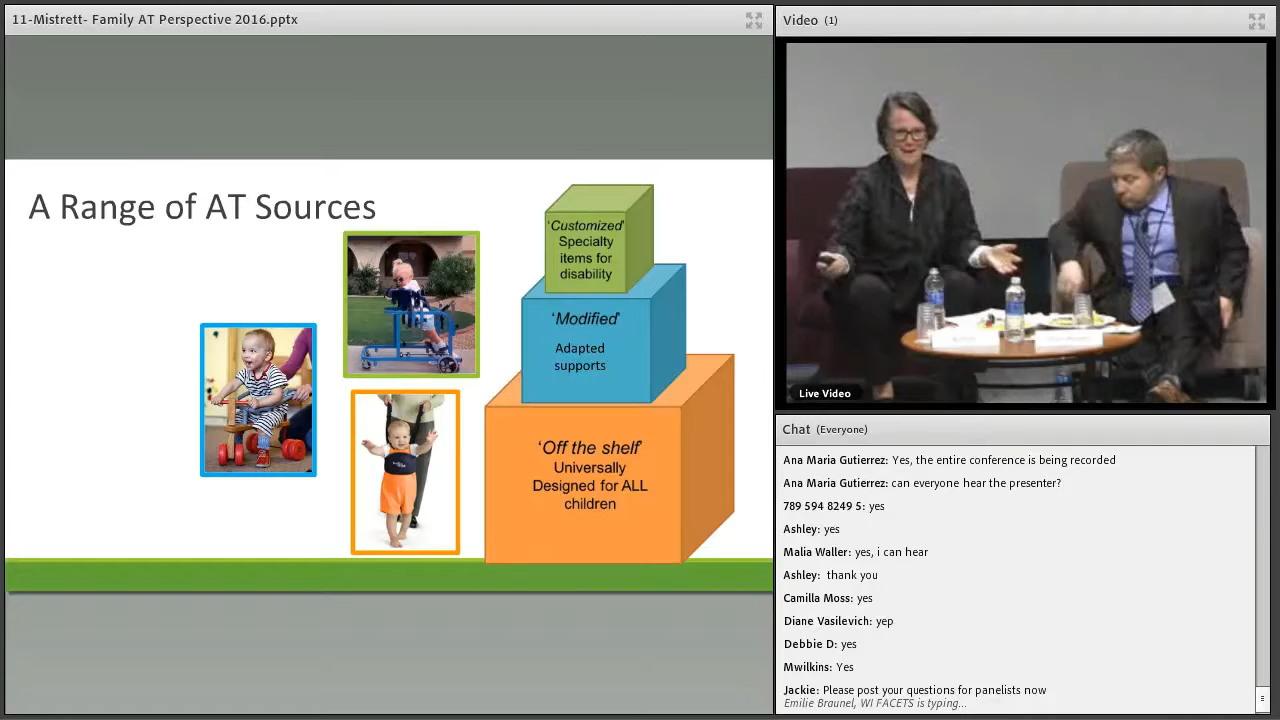 11-Mistrett- Family AT Perspective 2016.pptx
A Range of AT Sources
'Customized'
Specialty
items for
disability
'Modified'
Adapted
supports
'Off the shelf'
Universally
Designed for ALL
children
Video (1)
Live Video
Chat (Everyone)
Ana Maria Gutierrez: Yes, the entire conference is being recorded
Ana Maria Gutierrez: can everyone hear the presenter?
789 594 8249 5: yes
Ashley: yes
Malia Waller: yes, i can hear
Ashley: thank you
Camilla Moss: yes
Diane Vasilevich: yep
Debbie D: yes
Mwilkins: Yes
Jackie: Please post your questions for panelists now
Emilie Braunel, WI FACETS is typing...